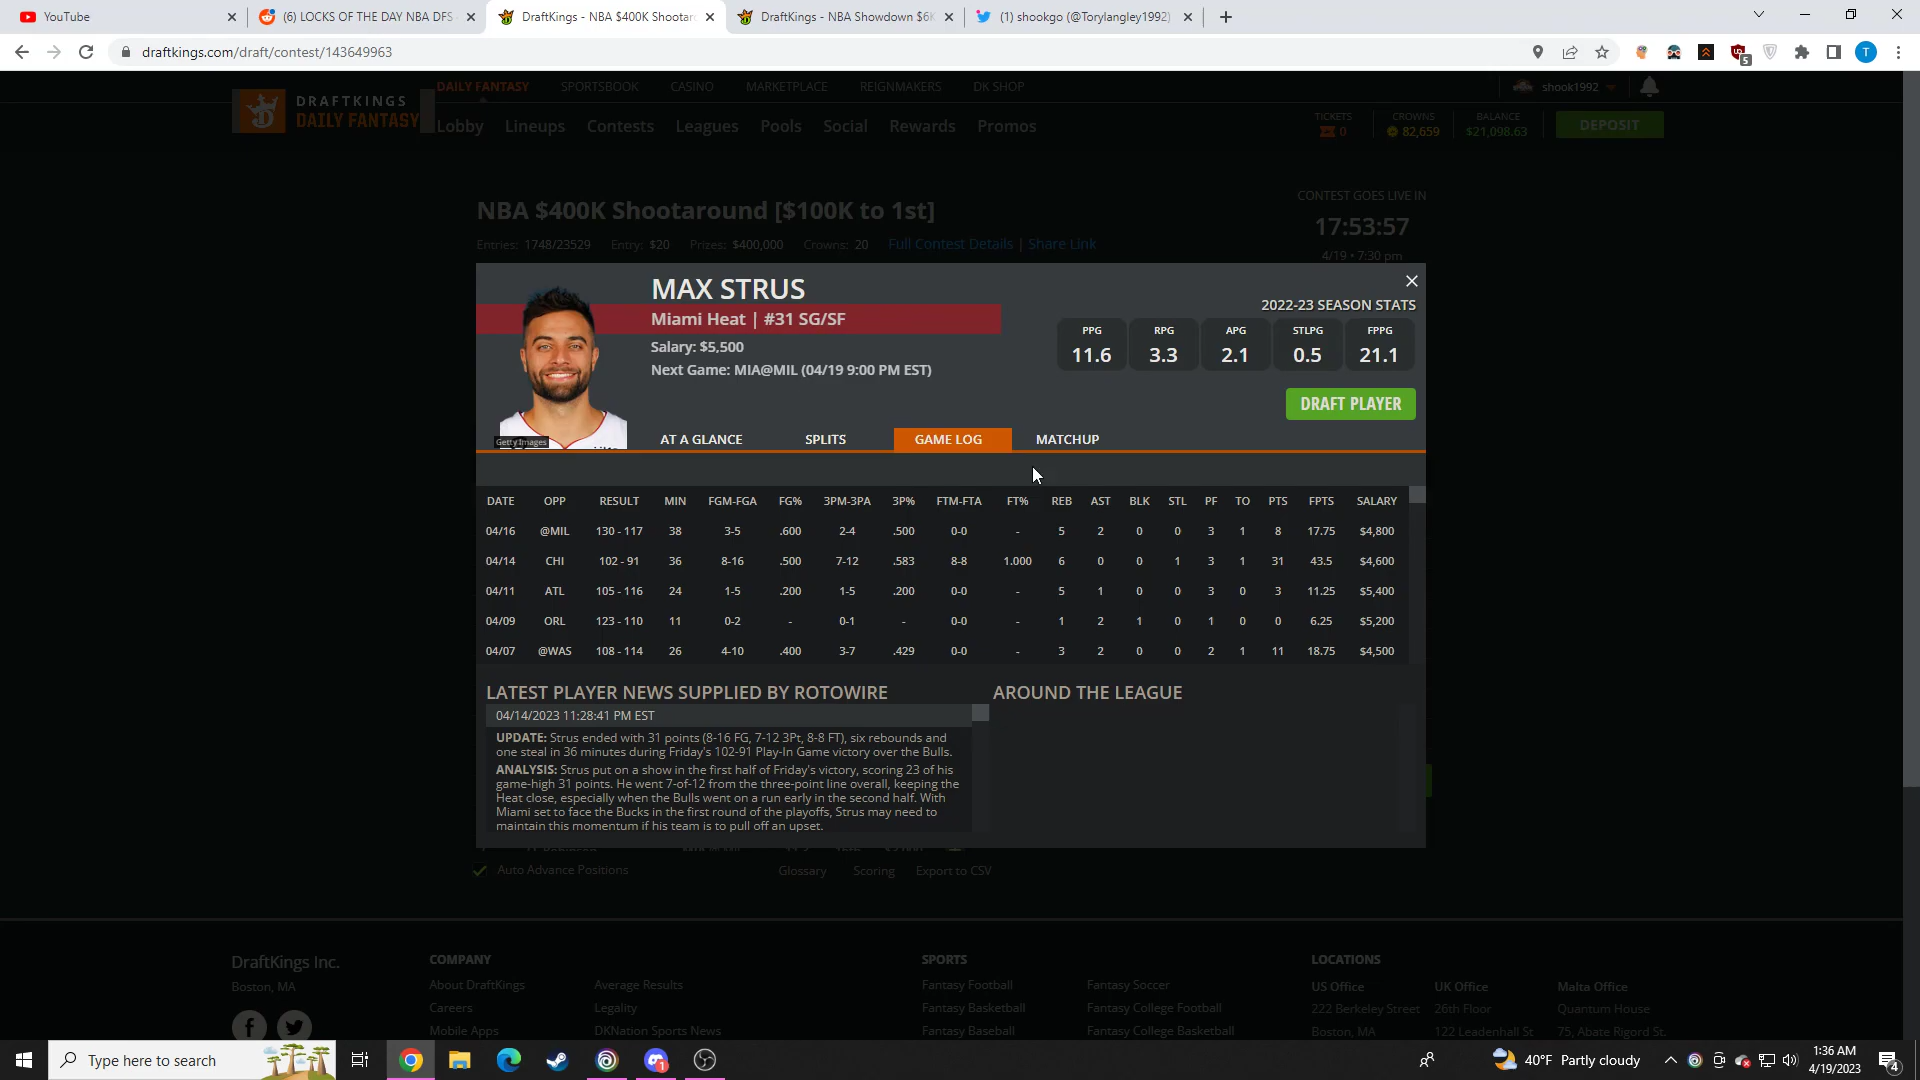 YouTube
(6) LOCKS OF THE DAY NBA DFS
DraftKings - NBA $400K Shootar
DraftKings - NBA Showdown $6K
(1) shookgo (@Torylangley1992)
draftkings.com/draft/contest/143649963
5
T
DAILY FANTASY SPORTSBOOK CASINO MARKETPLACE REIGNMAKERS DK SHOP
shook1992
DRAFTKINGS
DAILY FANTASY
Lobby Lineups Contests Leagues Pools Social Rewards Promos
TICKETS
0
CROWNS
82,659
BALANCE
$21,098.63
DEPOSIT
NBA $400K Shootaround [$100K to 1st]
CONTEST GOES LIVE IN
17:53:57
4/19 • 7:30 pm
Entries: 1748/23529 Entry: $20 Prizes: $400,000 Crowns: 20 Full Contest Details | Share Link
MAX STRUS
Miami Heat | #31 SG/SF
Salary: $5,500
Next Game: MIA@MIL (04/19 9:00 PM EST)
Getty Images
2022-23 SEASON STATS
PPG RPG APG STLPG FPPG
11.6 3.3 2.1 0.5 21.1
DRAFT PLAYER
AT A GLANCE SPLITS GAME LOG MATCHUP
DATE OPP RESULT MIN FGM-FGA FG% 3PM-3PA 3P% FTM-FTA FT% REB AST BLK STL PF TO PTS FPTS SALARY
04/16 @MIL 130 - 117 38 3-5 .600 2-4 .500 0-0 - 5 2 0 0 3 1 8 17.75 $4,800
04/14 CHI 102 - 91 36 8-16 .500 7-12 .583 8-8 1.000 6 0 0 1 3 1 31 43.5 $4,600
04/11 ATL 105 - 116 24 1-5 .200 1-5 .200 0-0 - 5 1 0 0 3 0 3 11.25 $5,400
04/09 ORL 123 - 110 11 0-2 - 0-1 - 0-0 - 1 2 1 0 1 0 0 6.25 $5,200
04/07 @WAS 108 - 114 26 4-10 .400 3-7 .429 0-0 - 3 2 0 0 2 1 11 18.75 $4,500
LATEST PLAYER NEWS SUPPLIED BY ROTOWIRE
AROUND THE LEAGUE
04/14/2023 11:28:41 PM EST
UPDATE: Strus ended with 31 points (8-16 FG, 7-12 3Pt, 8-8 FT), six rebounds and
one steal in 36 minutes during Friday's 102-91 Play-In Game victory over the Bulls.
ANALYSIS: Strus put on a show in the first half of Friday's victory, scoring 23 of his
game-high 31 points. He went 7-of-12 from the three-point line overall, keeping the
Heat close, especially when the Bulls went on a run early in the second half. With
Miami set to face the Bucks in the first round of the playoffs, Strus may need to
maintain this momentum if his team is to pull off an upset.
Auto Advance Positions
Glossary Scoring Export to CSV
DraftKings Inc.
Boston, MA
COMPANY
About DraftKings
Careers
Mobile Apps
Average Results
Legality
DKNation Sports News
SPORTS
Fantasy Football
Fantasy Basketball
Fantasy Baseball
Fantasy Soccer
Fantasy College Football
Fantasy College Basketball
LOCATIONS
US Office
222 Berkeley Street
Boston, MA
UK Office
26th Floor
122 Leadenhall St
Malta Office
Quantum House
75, Abate Rigord St.
Type here to search
1
40°F Partly cloudy
1:36 AM
4/19/2023
4